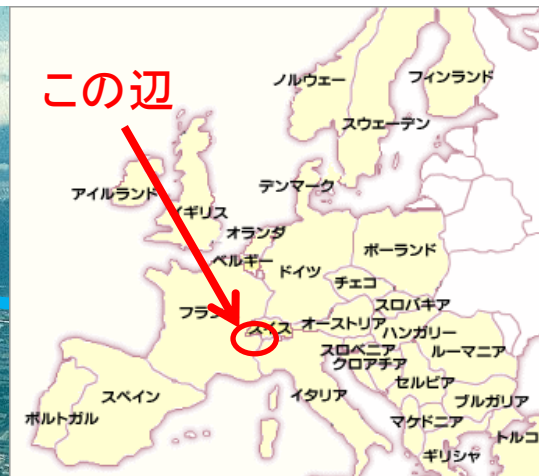 この辺
ノルウェー
フィンランド
スウェーデン
デンマーク
アイルランド
イギリス
オランダ
ベルギー
ポーランド
ドイツ
チェコ
スロバキア
フラン
スイス
オーストリア
ハンガリー
スロベニア
クロアチア
ルーマニア
セルビア
スペイン
イタリア
ブルガリア
ポルトガル
マケドニア
トルコ
ギリシャ